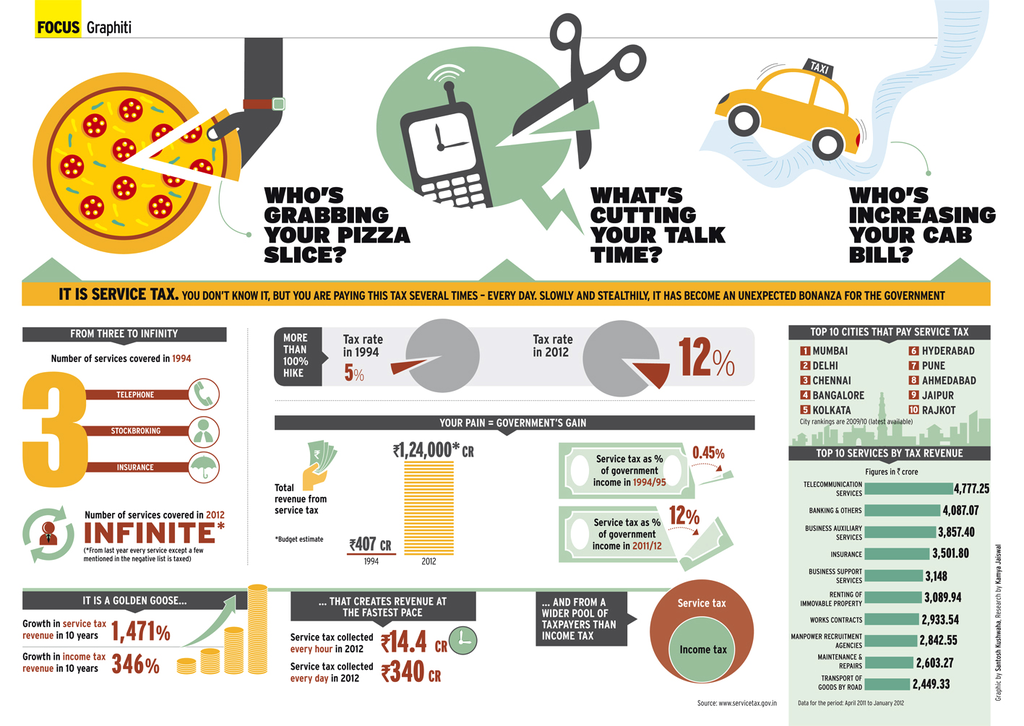 FOCUS Graphiti
TAXI
WHO'S
GRABBING
YOUR PIZZA
SLICE?
WHAT'S
CUTTING
YOUR TALK
TIME?
WHO'S
INCREASING
YOUR CAB
BILL?
IT IS SERVICE TAX. YOU DON'T KNOW IT, BUT YOU ARE PAYING THIS TAX SEVERAL TIMES – EVERY DAY. SLOWLY AND STEALTHILY, IT HAS BECOME AN UNEXPECTED BONANZA FOR THE GOVERNMENT
FROM THREE TO INFINITY
Number of services covered in 1994
3
TELEPHONE
STOCKBROKING
INSURANCE
Number of services covered in 2012
INFINITE*
(*From last year every service except a few
mentioned in the negative list is taxed)
MORE
THAN
100%
HIKE
Tax rate
in 1994
5%
Tax rate
in 2012
12%
YOUR PAIN = GOVERNMENT'S GAIN
₹
Total
revenue from
service tax
*Budget estimate
₹407 CR
1994
₹1,24,000* CR
2012
Service tax as %
of government
income in 1994/95
0.45%
Service tax as %
of government
income in 2011/12
12%
TOP 10 CITIES THAT PAY SERVICE TAX
1 MUMBAI
2 DELHI
3 CHENNAI
4 BANGALORE
5 KOLKATA
6 HYDERABAD
7 PUNE
8 AHMEDABAD
9 JAIPUR
10 RAJKOT
City rankings are 2009/10 (latest available)
TOP 10 SERVICES BY TAX REVENUE
Figures in ₹ crore
TELECOMMUNICATION
SERVICES
4,777.25
BANKING & OTHERS
4,087.07
BUSINESS AUXILIARY
SERVICES
3,857.40
INSURANCE
3,501.80
BUSINESS SUPPORT
SERVICES
3,148
RENTING OF
IMMOVABLE PROPERTY
3,089.94
WORKS CONTRACTS
2,933.54
MANPOWER RECRUITMENT
AGENCIES
2,842.55
MAINTENANCE &
REPAIRS
2,603.27
TRANSPORT OF
GOODS BY ROAD
2,449.33
Data for the period: April 2011 to January 2012
IT IS A GOLDEN GOOSE...
Growth in service tax
revenue in 10 years
1,471%
Growth in income tax
revenue in 10 years
346%
... THAT CREATES REVENUE AT
THE FASTEST PACE
Service tax collected
every hour in 2012
₹14.4 CR
Service tax collected
every day in 2012
₹340 CR
... AND FROM A
WIDER POOL OF
TAXPAYERS THAN
INCOME TAX
Service tax
Income tax
Source: www.servicetax.gov.in
Graphic by Santosh Kushwaha, Research by Kamya Jaiswal